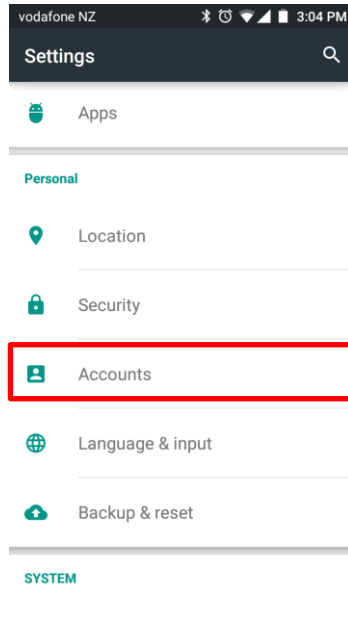 vodafone NZ 3:04 PM
Settings
Apps
Personal
Location
Security
Accounts
Language & input
Backup & reset
SYSTEM